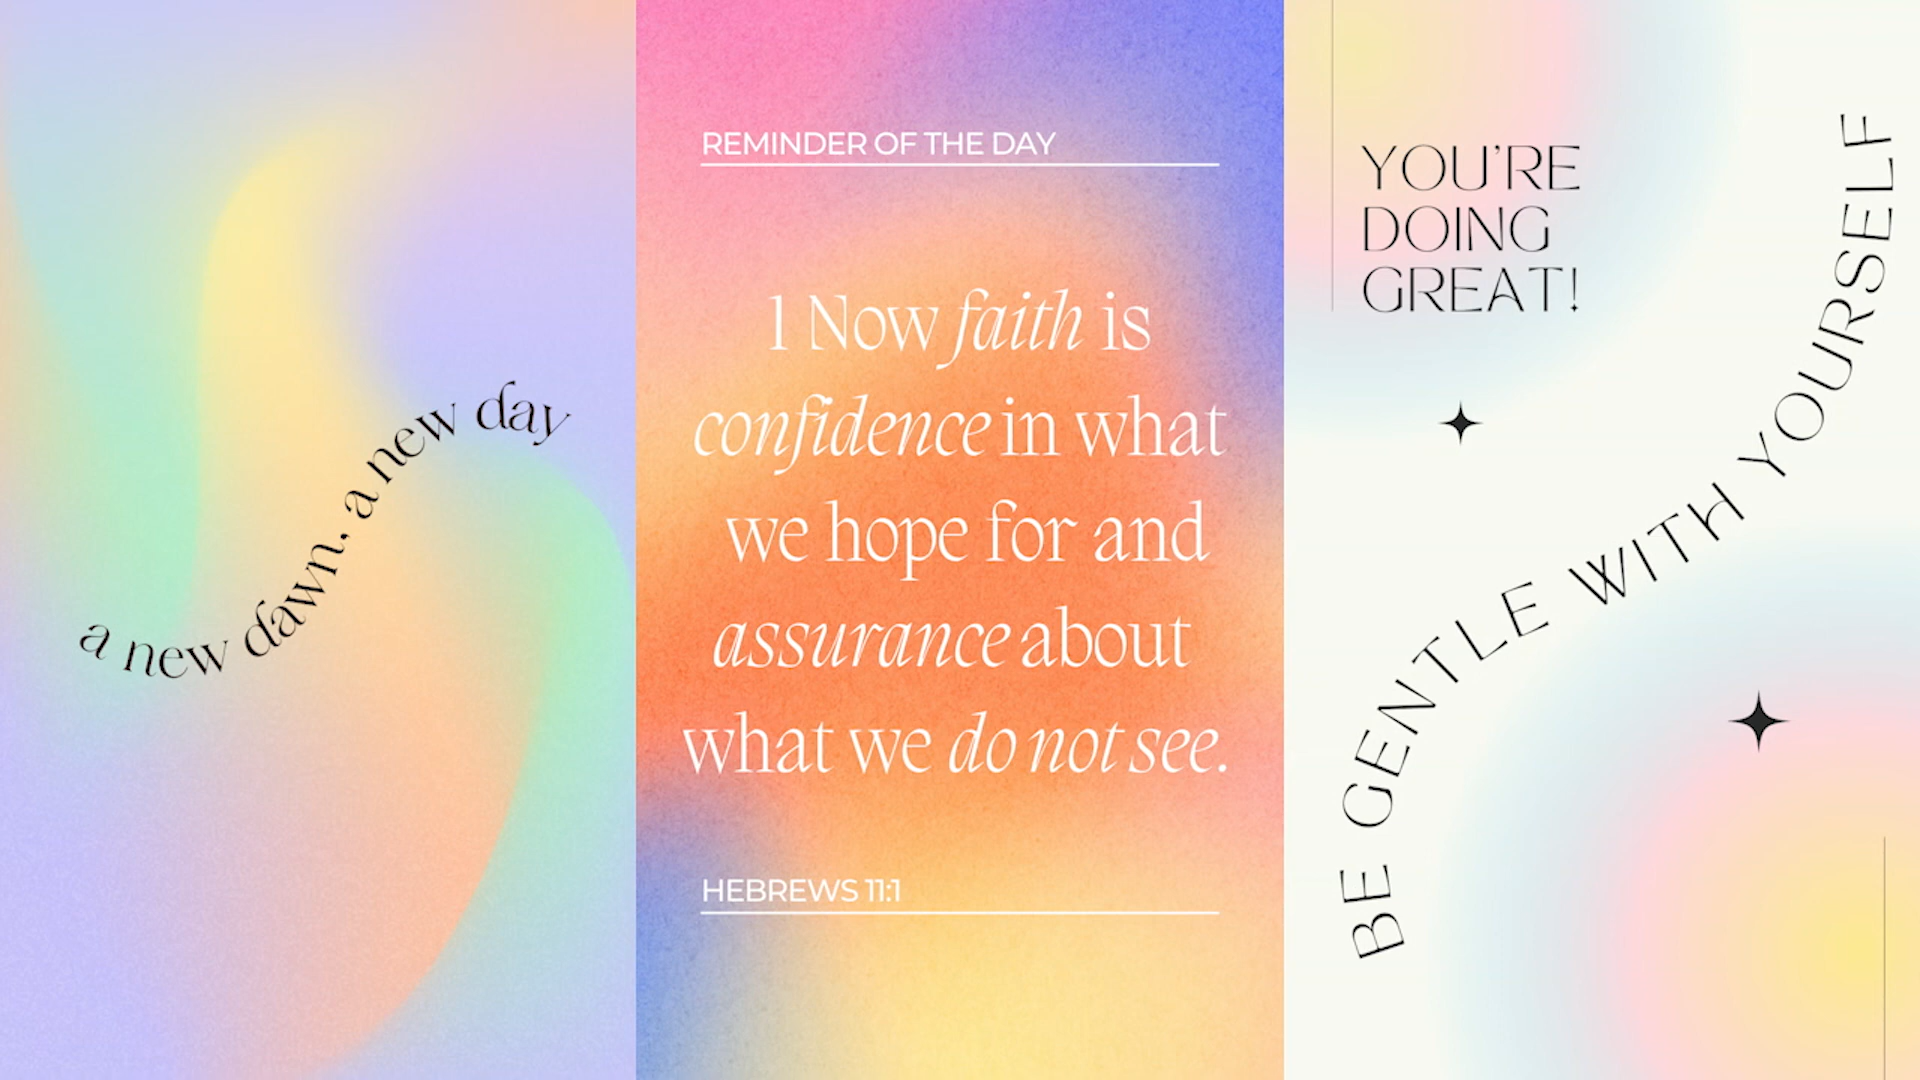 a new dawn, a new day
REMINDER OF THE DAY
1 Now faith is
confidence in what
we hope for and
assurance about
what we do not see.
HEBREWS 11:1
YOU'RE
DOING
GREAT!
BE GENTLE WITH YOURSELF